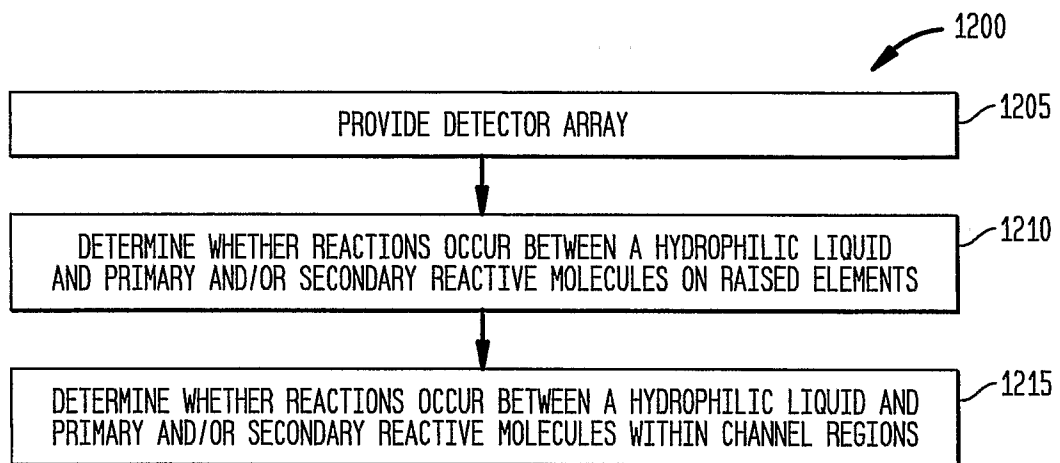 1200
PROVIDE DETECTOR ARRAY
1205
DETERMINE WHETHER REACTIONS OCCUR BETWEEN A HYDROPHILIC LIQUID
AND PRIMARY AND/OR SECONDARY REACTIVE MOLECULES ON RAISED ELEMENTS
1210
DETERMINE WHETHER REACTIONS OCCUR BETWEEN A HYDROPHILIC LIQUID AND
PRIMARY AND/OR SECONDARY REACTIVE MOLECULES WITHIN CHANNEL REGIONS
1215